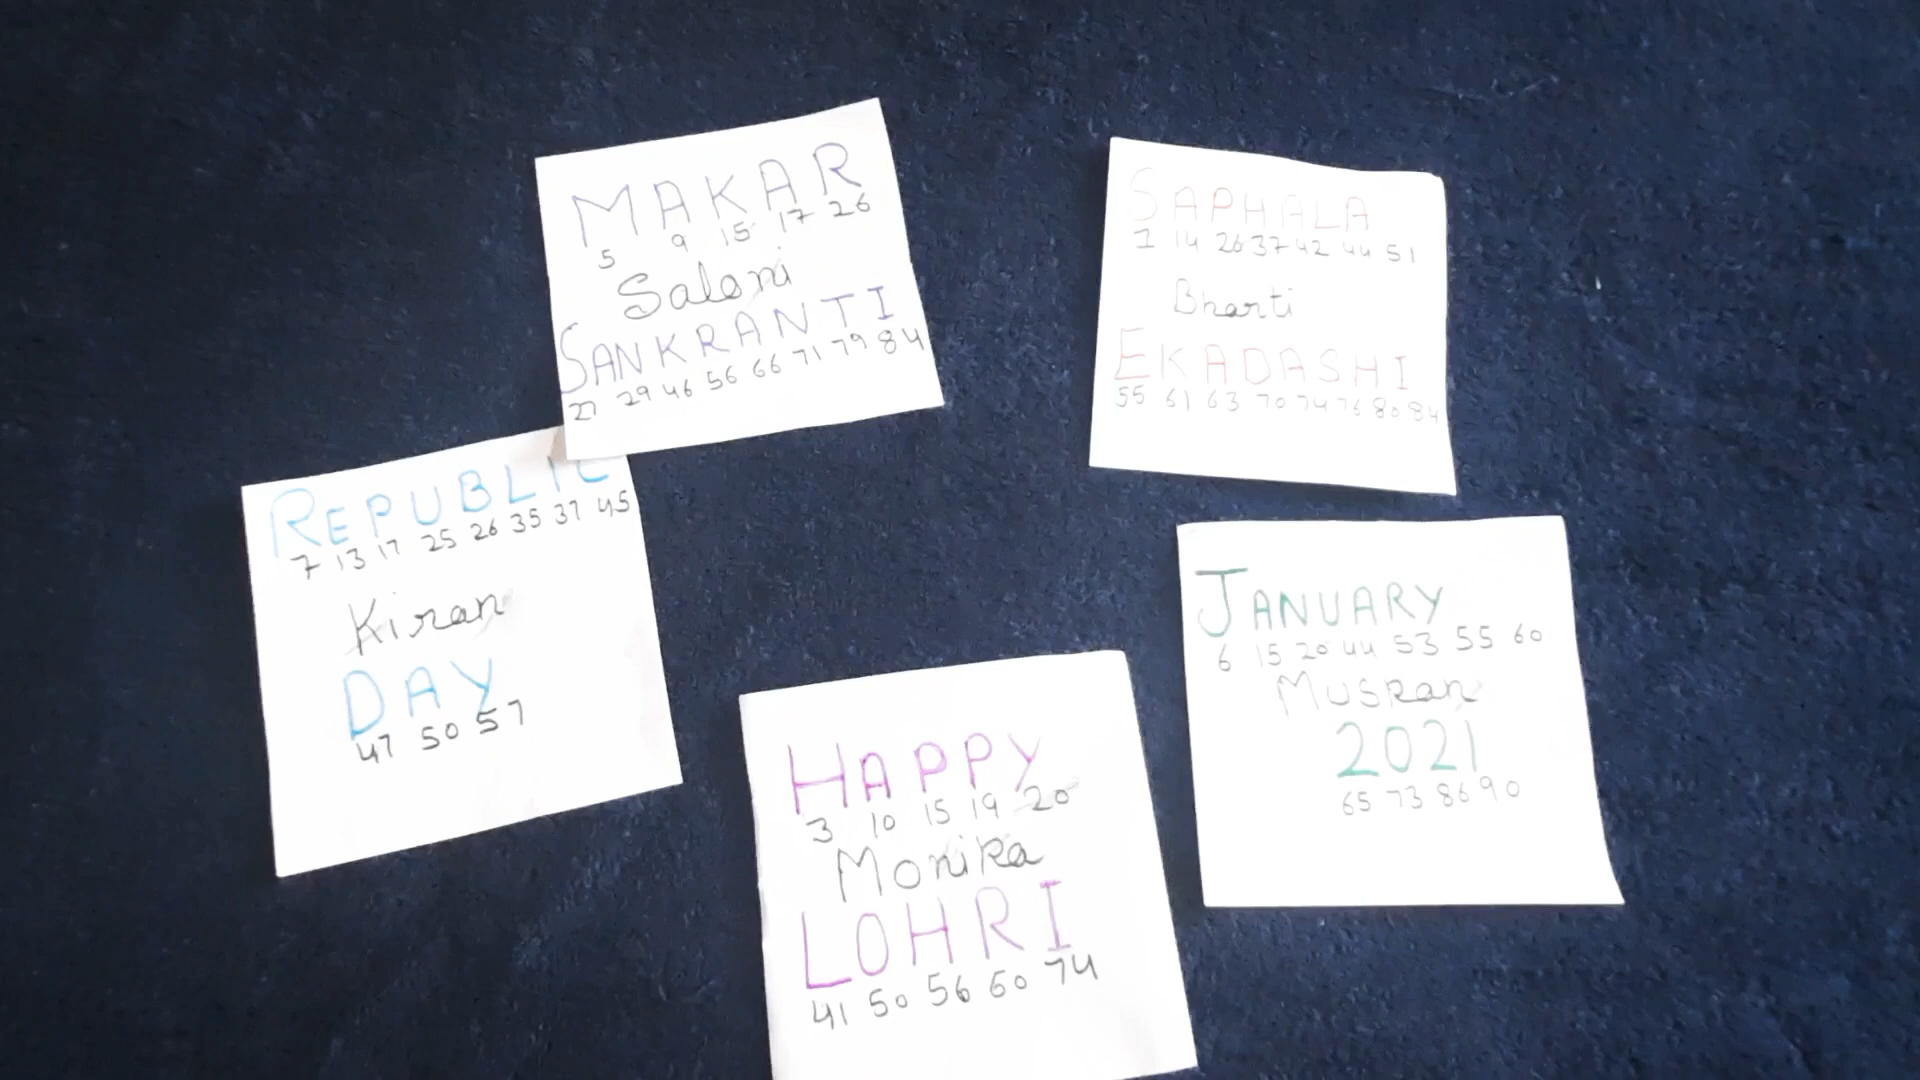 MAKAR
5 9 15 17 26
Saloni
SANKRANTI
27 29 46 56 66 71 79 84
SAPHALA
1 14 26 37 42 44 51
Bharti
EKADASHI
55 61 63 70 74 76 80 84
REPUBLIC
7 13 17 25 26 35 37 45
Kiran
DAY
47 50 57
JANUARY
6 15 20 44 53 55 60
Muskan
2021
65 73 86 90
HAPPY
3 10 15 19 20
Monika
LOHRI
41 50 56 60 74